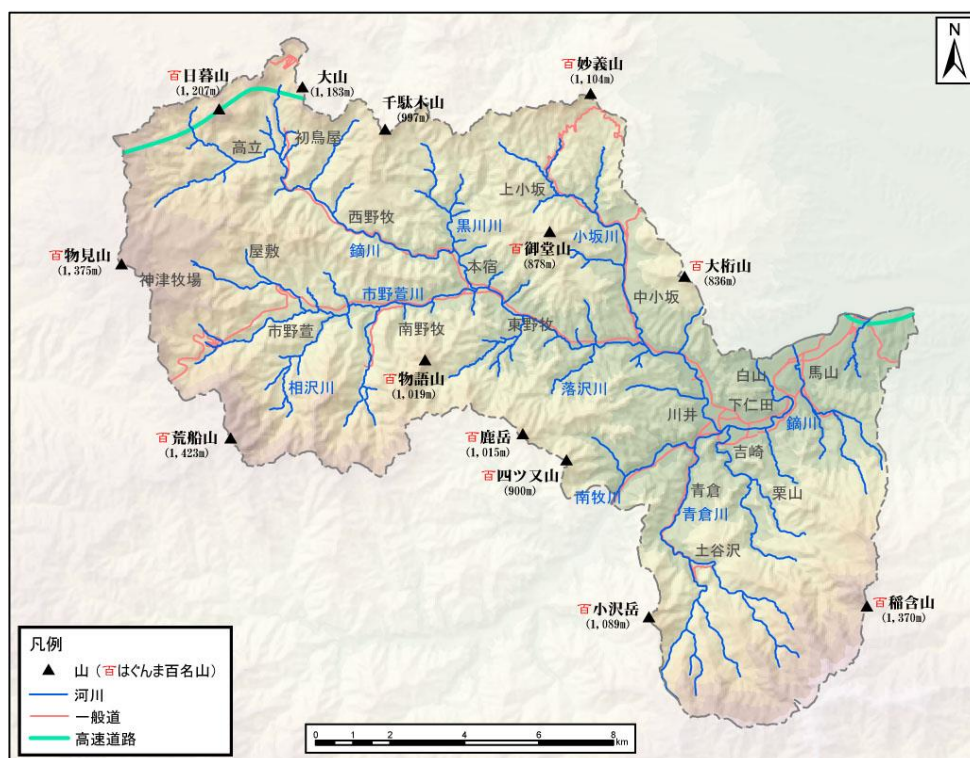 N
百妙義山
(1,104m)
大山
(1,183m)
百日暮山
(1,207m)
千駄木山
(997m)
初鳥屋
高立
上小坂
西野牧
黒川川
小坂川
鏑川
百御堂山
(878m)
屋敷
百物見山
(1,375m)
本宿
百大桁山
(836m)
神津牧場
市野萱川
中小坂
市野萱
南野牧
東野牧
百物語山
(1,019m)
相沢川
落沢川
白山
馬山
下仁田
川井
鏑川
百荒船山
(1,423m)
百鹿岳
(1,015m)
吉崎
百四ツ又山
(900m)
南牧川
青倉
栗山
青倉川
土谷沢
百小沢岳
(1,089m)
百稲含山
(1,370m)
凡例
山（百はぐんま百名山）
河川
一般道
高速道路
0 2 4 6 8
km